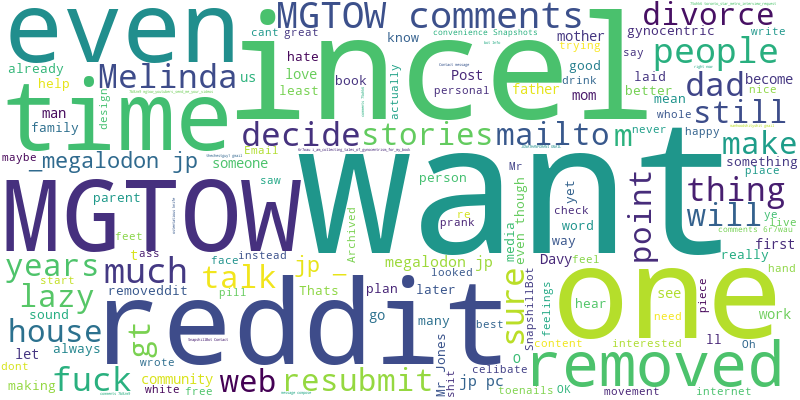 even
incel
MGTOW comments
divorce
cant
great
know
convenience Snapshots
mother
gynocentric
write
already
Melinda
us
hate
trying
say
people
help
love
book
Post
good
laid
dad
become
time
design
least
actually
personal
drink
father
mom
better
mean
nice
man
family
decide
stories
mailto
m
whole
never
happy
still
make
maybe
_megalodon jp
Email
someone
want
something
place
thing
MGTOW
saw
person
Mr
yet
point
will
ye
live
parent
re
prank
even though
media
check
word
way
comments 6r7wau
first
feet
t
ass
face
instead
Archived
megalodon jp
SnapshillBot
Davy
feel
really
years
much
talk
jp _
looked
sure
one
hand
start
removeddit
pill
Thats
plan
later
feelings
hear
see
piece
lazy
gt
reddit
go
many
best
need
work
sound
house
always
O
content
interested
ll
Oh
let
wrote
removed
dont
fuck
community
web
resubmit
Mr Jones
shit
jp pc
celibate
OK
making
white
free
toenails
movement
internet